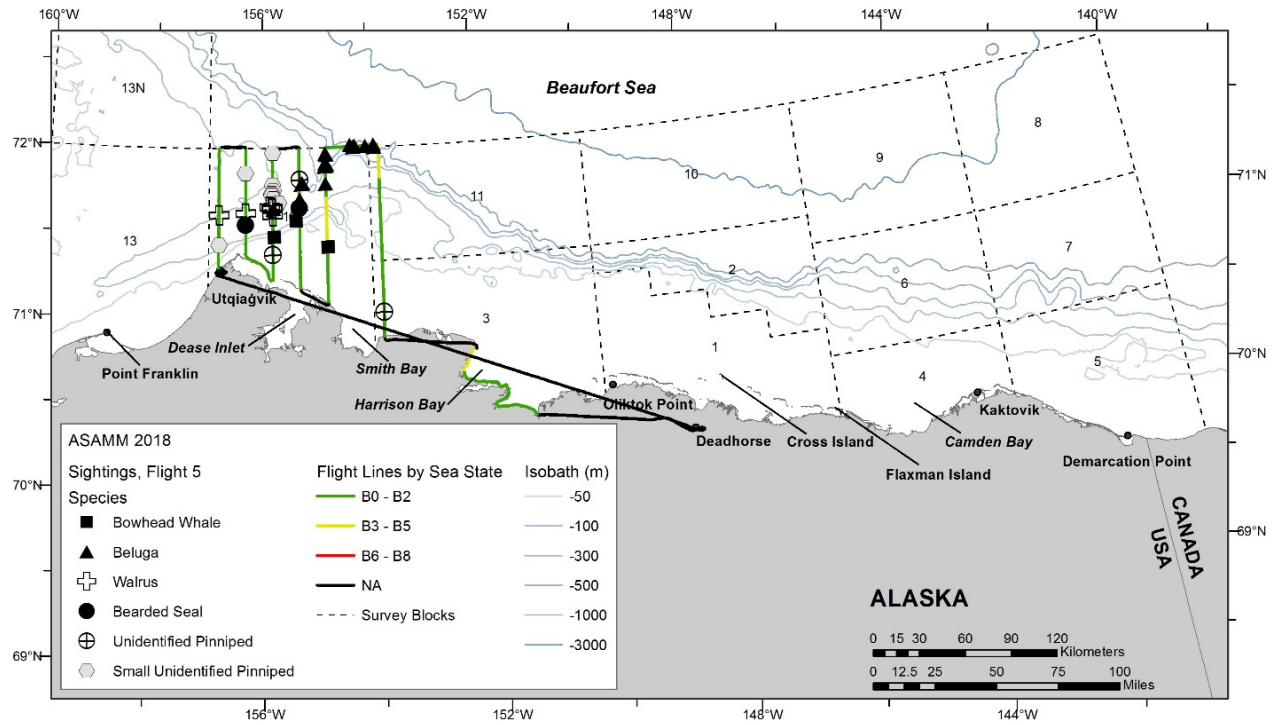 160°W
156°W
152°W
148°W
144°W
140°W
13N
Beaufort Sea
8
72°N
9
10
71°N
11
13
7
2
6
Utqiaġvik
71°N
3
Dease Inlet
1
70°N
5
Smith Bay
Point Franklin
4
Harrison Bay
Oliktok Point
Kaktovik
Deadhorse
Cross Island
Camden Bay
Demarcation Point
Flaxman Island
70°N
CANADA
USA
69°N
69°N
ASAMM 2018
Sightings, Flight 5
Species
Bowhead Whale
Beluga
Walrus
Bearded Seal
Unidentified Pinniped
Small Unidentified Pinniped
Flight Lines by Sea State
B0 - B2
B3 - B5
B6 - B8
NA
Survey Blocks
Isobath (m)
-50
-100
-300
-500
-1000
-3000
ALASKA
0 15 30 60 90 120
Kilometers
0 12.5 25 50 75 100
Miles
156°W
152°W
148°W
144°W